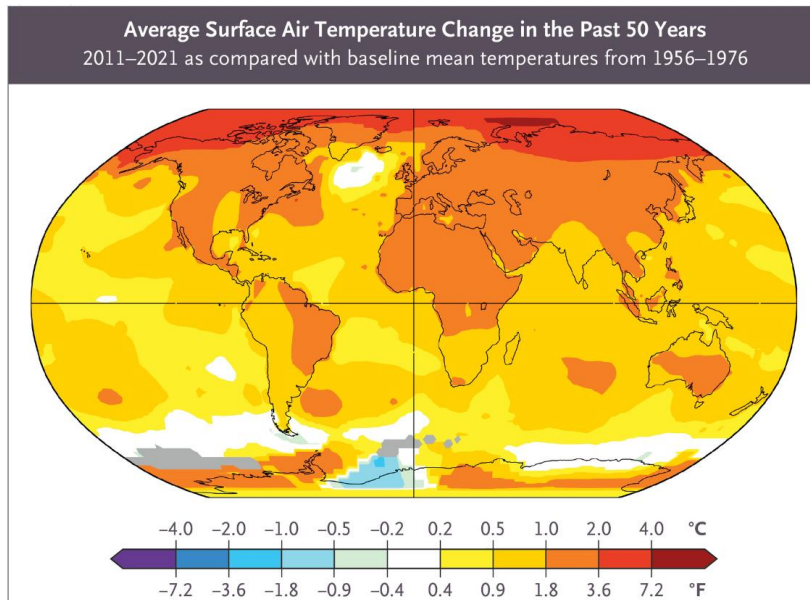 Average Surface Air Temperature Change in the Past 50 Years
2011–2021 as compared with baseline mean temperatures from 1956–1976
–4.0 –2.0 –1.0 –0.5 –0.2 0.2 0.5 1.0 2.0 4.0 °C
–7.2 –3.6 –1.8 –0.9 –0.4 0.4 0.9 1.8 3.6 7.2 °F